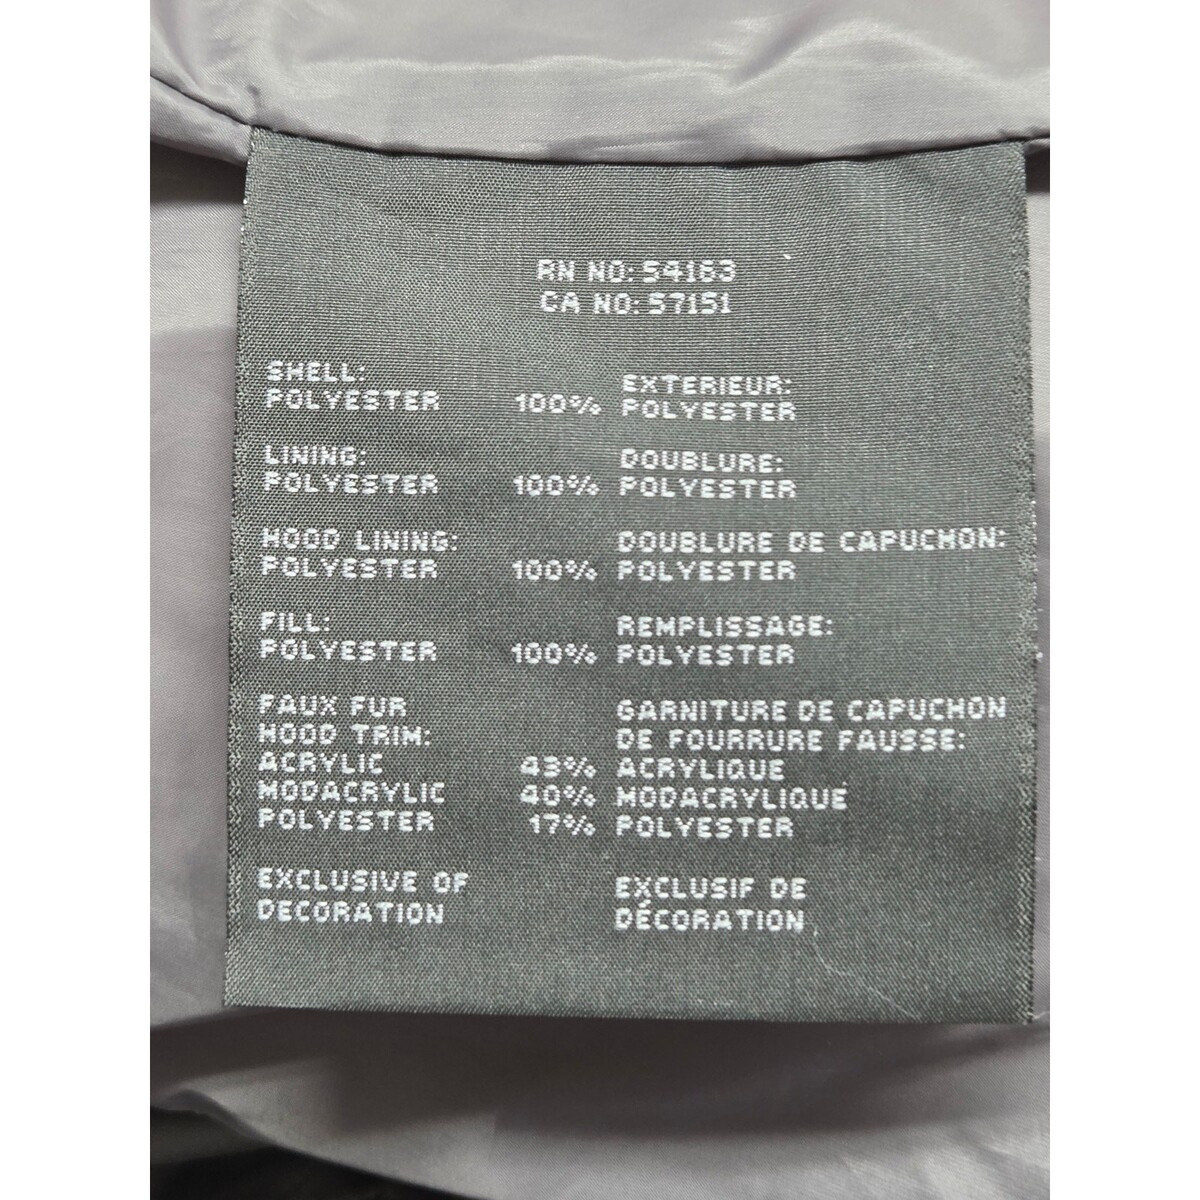 RN NO: 54163
CA NO: 57151
SHELL:
POLYESTER 100%
EXTERIEUR:
POLYESTER
LINING:
POLYESTER 100%
DOUBLURE:
POLYESTER
HOOD LINING:
POLYESTER 100%
DOUBLURE DE CAPUCHON:
POLYESTER
FILL:
POLYESTER 100%
REMPLISSAGE:
POLYESTER
FAUX FUR
HOOD TRIM:
ACRYLIC 43%
MODACRYLIC 40%
POLYESTER 17%
GARNITURE DE CAPUCHON
DE FOURRURE FAUSSE:
ACRYLIQUE
MODACRYLIQUE
POLYESTER
EXCLUSIVE OF
DECORATION
EXCLUSIF DE
DÉCORATION